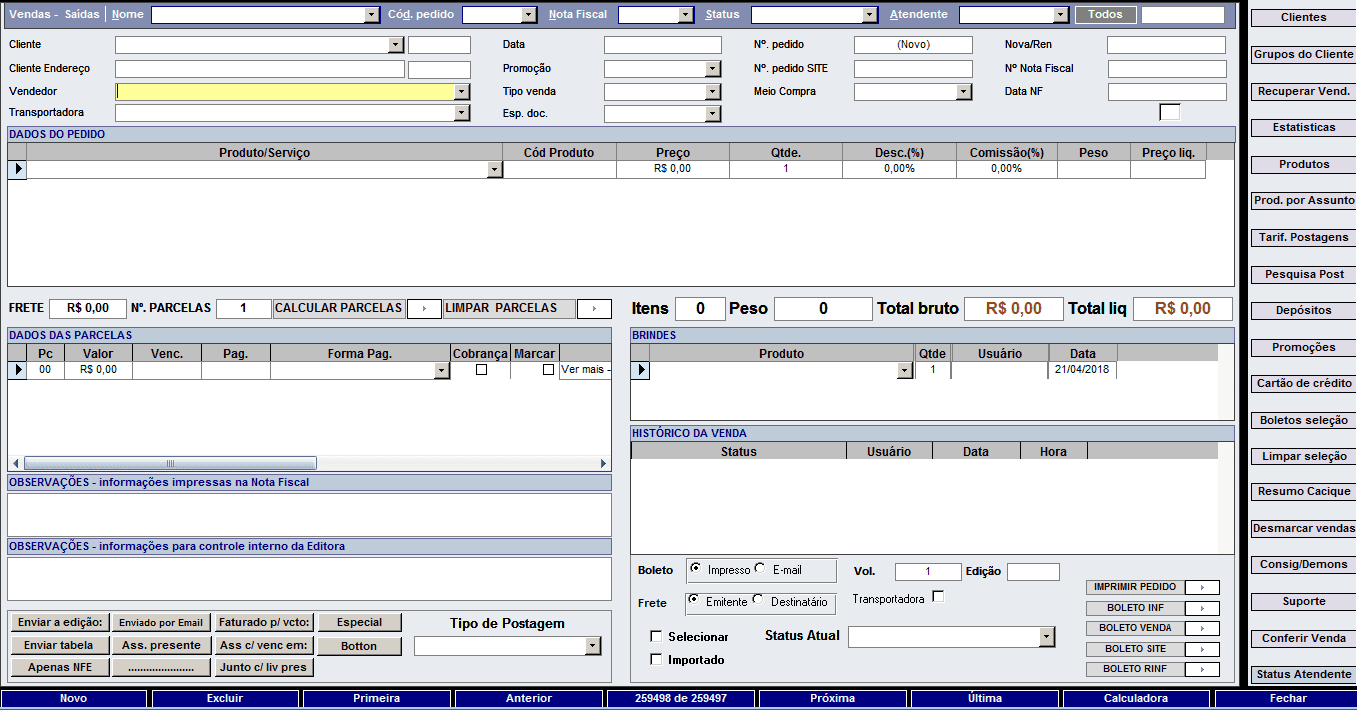 Vendas - Saídas Nome Cód. pedido Nota Fiscal Status Atendente Todos
Cliente Data Nº. pedido (Novo) Nova/Ren
Cliente Endereço Promoção Nº. pedido SITE Nº Nota Fiscal
Vendedor Tipo venda Meio Compra Data NF
Transportadora Esp. doc.
DADOS DO PEDIDO
Produto/Serviço Cód Produto Preço Qtde. Desc.(%) Comissão(%) Peso Preço liq.
R$ 0,00 1 0,00% 0,00%
FRETE R$ 0,00 Nº. PARCELAS 1 CALCULAR PARCELAS LIMPAR PARCELAS
Itens 0 Peso 0 Total bruto R$ 0,00 Total liq R$ 0,00
DADOS DAS PARCELAS
Pc Valor Venc. Pag. Forma Pag. Cobrança Marcar
00 R$ 0,00 Ver mais -
OBSERVAÇÕES - informações impressas na Nota Fiscal
OBSERVAÇÕES - informações para controle interno da Editora
Enviar a edição: Enviado por Email Faturado p/ vcto: Especial
Enviar tabela Ass. presente Ass c/ venc em: Botton
Apenas NFE ...................... Junto c/ liv pres
Tipo de Postagem
BRINDES
Produto Qtde Usuário Data
1 21/04/2018
HISTÓRICO DA VENDA
Status Usuário Data Hora
Boleto Impresso E-mail Vol. 1 Edição
Frete Emitente Destinatário Transportadora
Selecionar Status Atual
Importado
IMPRIMIR PEDIDO
BOLETO INF
BOLETO VENDA
BOLETO SITE
BOLETO RINF
Clientes
Grupos do Cliente
Recuperar Vend.
Estatísticas
Produtos
Prod. por Assunto
Tarif. Postagens
Pesquisa Post
Depósitos
Promoções
Cartão de crédito
Boletos seleção
Limpar seleção
Resumo Cacique
Desmarcar vendas
Consig/Demons
Suporte
Conferir Venda
Status Atendente
Novo Excluir Primeira Anterior 259498 de 259497 Próxima Última Calculadora Fechar